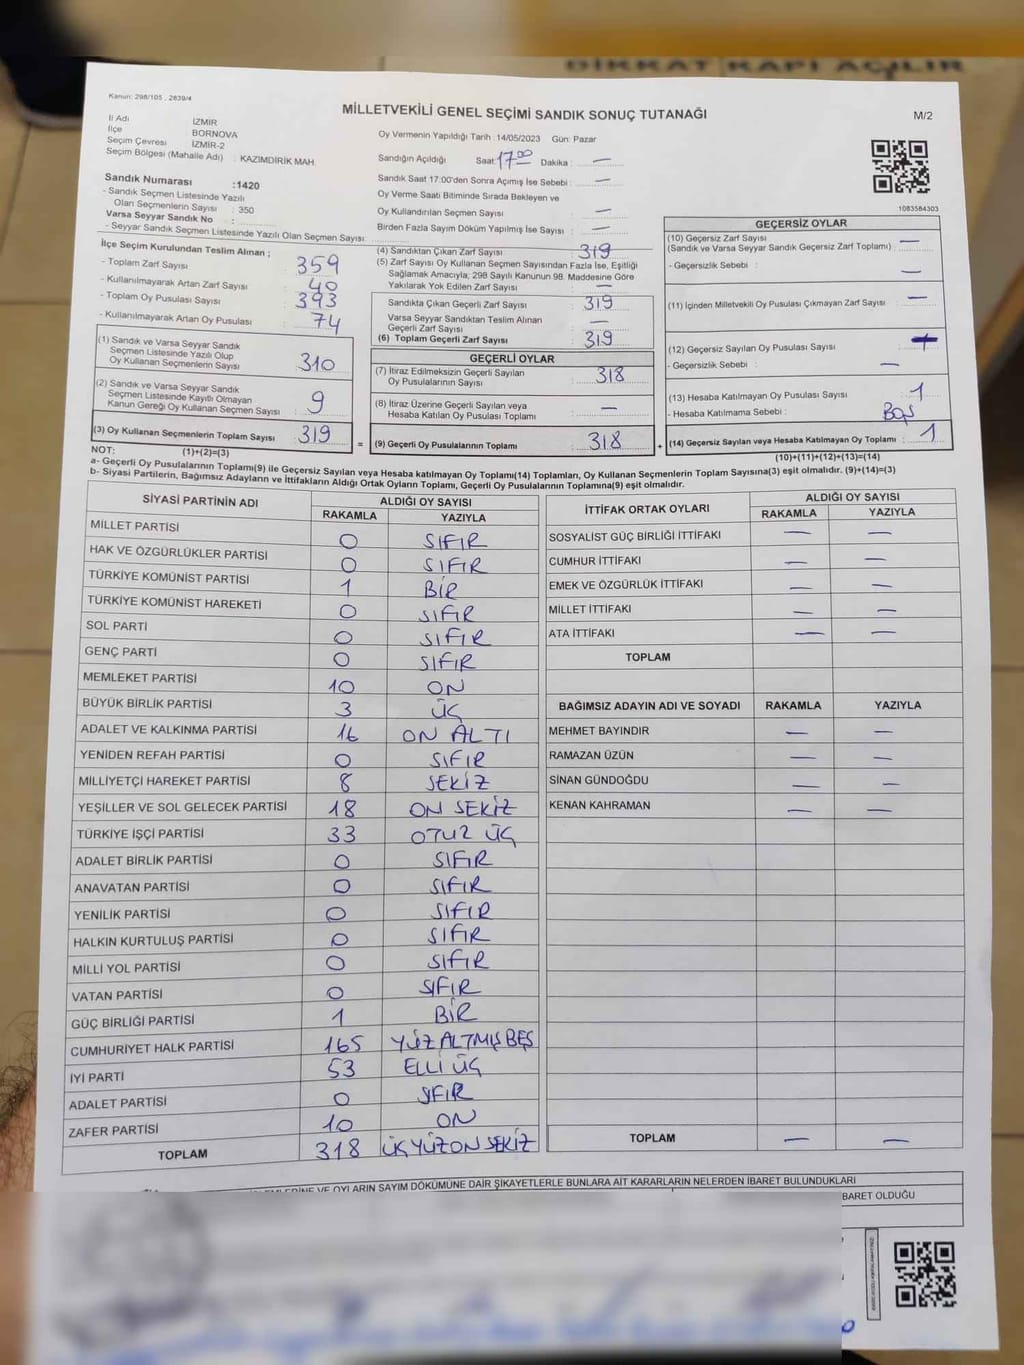 DİKKAT KAPI AÇILIR
Kanun: 298/105 , 2839/4
MİLLETVEKİLİ GENEL SEÇİMİ SANDIK SONUÇ TUTANAĞI
M/2
İl Adı İZMİR
İlçe BORNOVA
Seçim Çevresi İZMİR-2
Seçim Bölgesi (Mahalle Adı) : KAZIMDİRİK MAH.
Sandık Numarası :1420
- Sandık Seçmen Listesinde Yazılı
Olan Seçmenlerin Sayısı : 350
Varsa Seyyar Sandık No :
- Seyyar Sandık Seçmen Listesinde Yazılı Olan Seçmen Sayısı:
Oy Vermenin Yapıldığı Tarih :14/05/2023 Gün: Pazar
Sandığın Açıldığı Saat: 17:00 Dakika : —
Sandık Saat 17:00'den Sonra Açımış İse Sebebi : —
Oy Verme Saati Bitiminde Sırada Bekleyen ve
Oy Kullandırılan Seçmen Sayısı : —
Birden Fazla Sayım Döküm Yapılmış İse Sayısı : —
1083584303
İlçe Seçim Kurulundan Teslim Alınan ;
- Toplam Zarf Sayısı : 359
- Kullanılmayarak Artan Zarf Sayısı : 40
- Toplam Oy Pusulası Sayısı : 393
- Kullanılmayarak Artan Oy Pusulası : 74
(1) Sandık ve Varsa Seyyar Sandık
Seçmen Listesinde Yazılı Olup
Oy Kullanan Seçmenlerin Sayısı : 310
(2) Sandık ve Varsa Seyyar Sandık
Seçmen Listesinde Kayıtlı Olmayan
Kanun Gereği Oy Kullanan Seçmen Sayısı : 9
(3) Oy Kullanan Seçmenlerin Toplam Sayısı : 319
(4) Sandıktan Çıkan Zarf Sayısı : 319
(5) Zarf Sayısı Oy Kullanan Seçmen Sayısından Fazla İse, Eşitliği
Sağlamak Amacıyla; 298 Sayılı Kanunun 98. Maddesine Göre
Yakılarak Yok Edilen Zarf Sayısı : —
Sandıkta Çıkan Geçerli Zarf Sayısı : 319
Varsa Seyyar Sandıktan Teslim Alınan
Geçerli Zarf Sayısı : —
(6) Toplam Geçerli Zarf Sayısı : 319
GEÇERLİ OYLAR
(7) İtiraz Edilmeksizin Geçerli Sayılan
Oy Pusulalarının Sayısı : 318
(8) İtiraz Üzerine Geçerli Sayılan veya
Hesaba Katılan Oy Pusulası Toplamı : —
= (9) Geçerli Oy Pusulalarının Toplamı : 318 +
GEÇERSİZ OYLAR
(10) Geçersiz Zarf Sayısı : —
(Sandık ve Varsa Seyyar Sandık Geçersiz Zarf Toplamı)
- Geçersizlik Sebebi : —
(11) İçinden Milletvekili Oy Pusulası Çıkmayan Zarf Sayısı : —
(12) Geçersiz Sayılan Oy Pusulası Sayısı : —
- Geçersizlik Sebebi : —
(13) Hesaba Katılmayan Oy Pusulası Sayısı : 1
- Hesaba Katılmama Sebebi : BOŞ
(14) Geçersiz Sayılan veya Hesaba Katılmayan Oy Toplamı : 1
NOT: (1)+(2)=(3)
(10)+(11)+(12)+(13)=(14)
a- Geçerli Oy Pusulalarının Toplamı(9) ile Geçersiz Sayılan veya Hesaba katılmayan Oy Toplamı(14) Toplamları, Oy Kullanan Seçmenlerin Toplam Sayısına(3) eşit olmalıdır. (9)+(14)=(3)
b- Siyasi Partilerin, Bağımsız Adayların ve İttifakların Aldığı Ortak Oyların Toplamı, Geçerli Oy Pusulalarının Toplamına(9) eşit olmalıdır.
SİYASİ PARTİNİN ADI ALDIĞI OY SAYISI
RAKAMLA YAZIYLA
MİLLET PARTİSİ 0 SIFIR
HAK VE ÖZGÜRLÜKLER PARTİSİ 0 SIFIR
TÜRKİYE KOMÜNİST PARTİSİ 1 BİR
TÜRKİYE KOMÜNİST HAREKETİ 0 SIFIR
SOL PARTİ 0 SIFIR
GENÇ PARTİ 0 SIFIR
MEMLEKET PARTİSİ 10 ON
BÜYÜK BİRLİK PARTİSİ 3 ÜÇ
ADALET VE KALKINMA PARTİSİ 16 ON ALTI
YENİDEN REFAH PARTİSİ 0 SIFIR
MİLLİYETÇİ HAREKET PARTİSİ 8 SEKİZ
YEŞİLLER VE SOL GELECEK PARTİSİ 18 ON SEKİZ
TÜRKİYE İŞÇİ PARTİSİ 33 OTUZ ÜÇ
ADALET BİRLİK PARTİSİ 0 SIFIR
ANAVATAN PARTİSİ 0 SIFIR
YENİLİK PARTİSİ 0 SIFIR
HALKIN KURTULUŞ PARTİSİ 0 SIFIR
MİLLİ YOL PARTİSİ 0 SIFIR
VATAN PARTİSİ 0 SIFIR
GÜÇ BİRLİĞİ PARTİSİ 1 BİR
CUMHURİYET HALK PARTİSİ 165 YÜZ ALTMIŞ BEŞ
İYİ PARTİ 53 ELLİ ÜÇ
ADALET PARTİSİ 0 SIFIR
ZAFER PARTİSİ 10 ON
TOPLAM 318 ÜÇ YÜZ ON SEKİZ
İTTİFAK ORTAK OYLARI ALDIĞI OY SAYISI
RAKAMLA YAZIYLA
SOSYALİST GÜÇ BİRLİĞİ İTTİFAKI — —
CUMHUR İTTİFAKI — —
EMEK VE ÖZGÜRLÜK İTTİFAKI — —
MİLLET İTTİFAKI — —
ATA İTTİFAKI — —
TOPLAM
BAĞIMSIZ ADAYIN ADI VE SOYADI RAKAMLA YAZIYLA
MEHMET BAYINDIR — —
RAMAZAN ÜZÜN — —
SİNAN GÜNDOĞDU — —
KENAN KAHRAMAN — —
TOPLAM — —
VE OYLARIN SAYIM DÖKÜMÜNE DAİR ŞİKAYETLERLE BUNLARA AİT KARARLARIN NELERDEN İBARET BULUNDUKLARI
BARET OLDUĞU